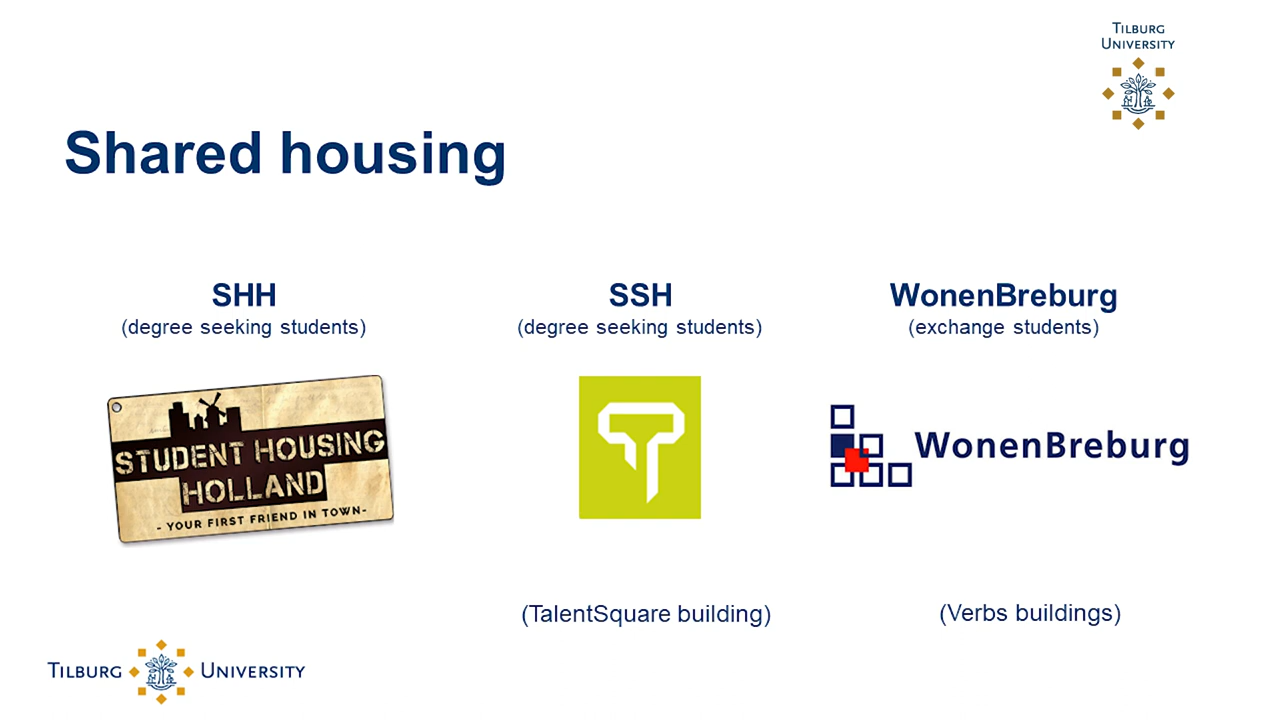 TILBURG
UNIVERSITY
Shared housing
SHH
(degree seeking students)
STUDENT HOUSING
HOLLAND
- YOUR FIRST FRIEND IN TOWN-
SSH
(degree seeking students)
(TalentSquare building)
WonenBreburg
(exchange students)
WonenBreburg
(Verbs buildings)
TILBURG UNIVERSITY